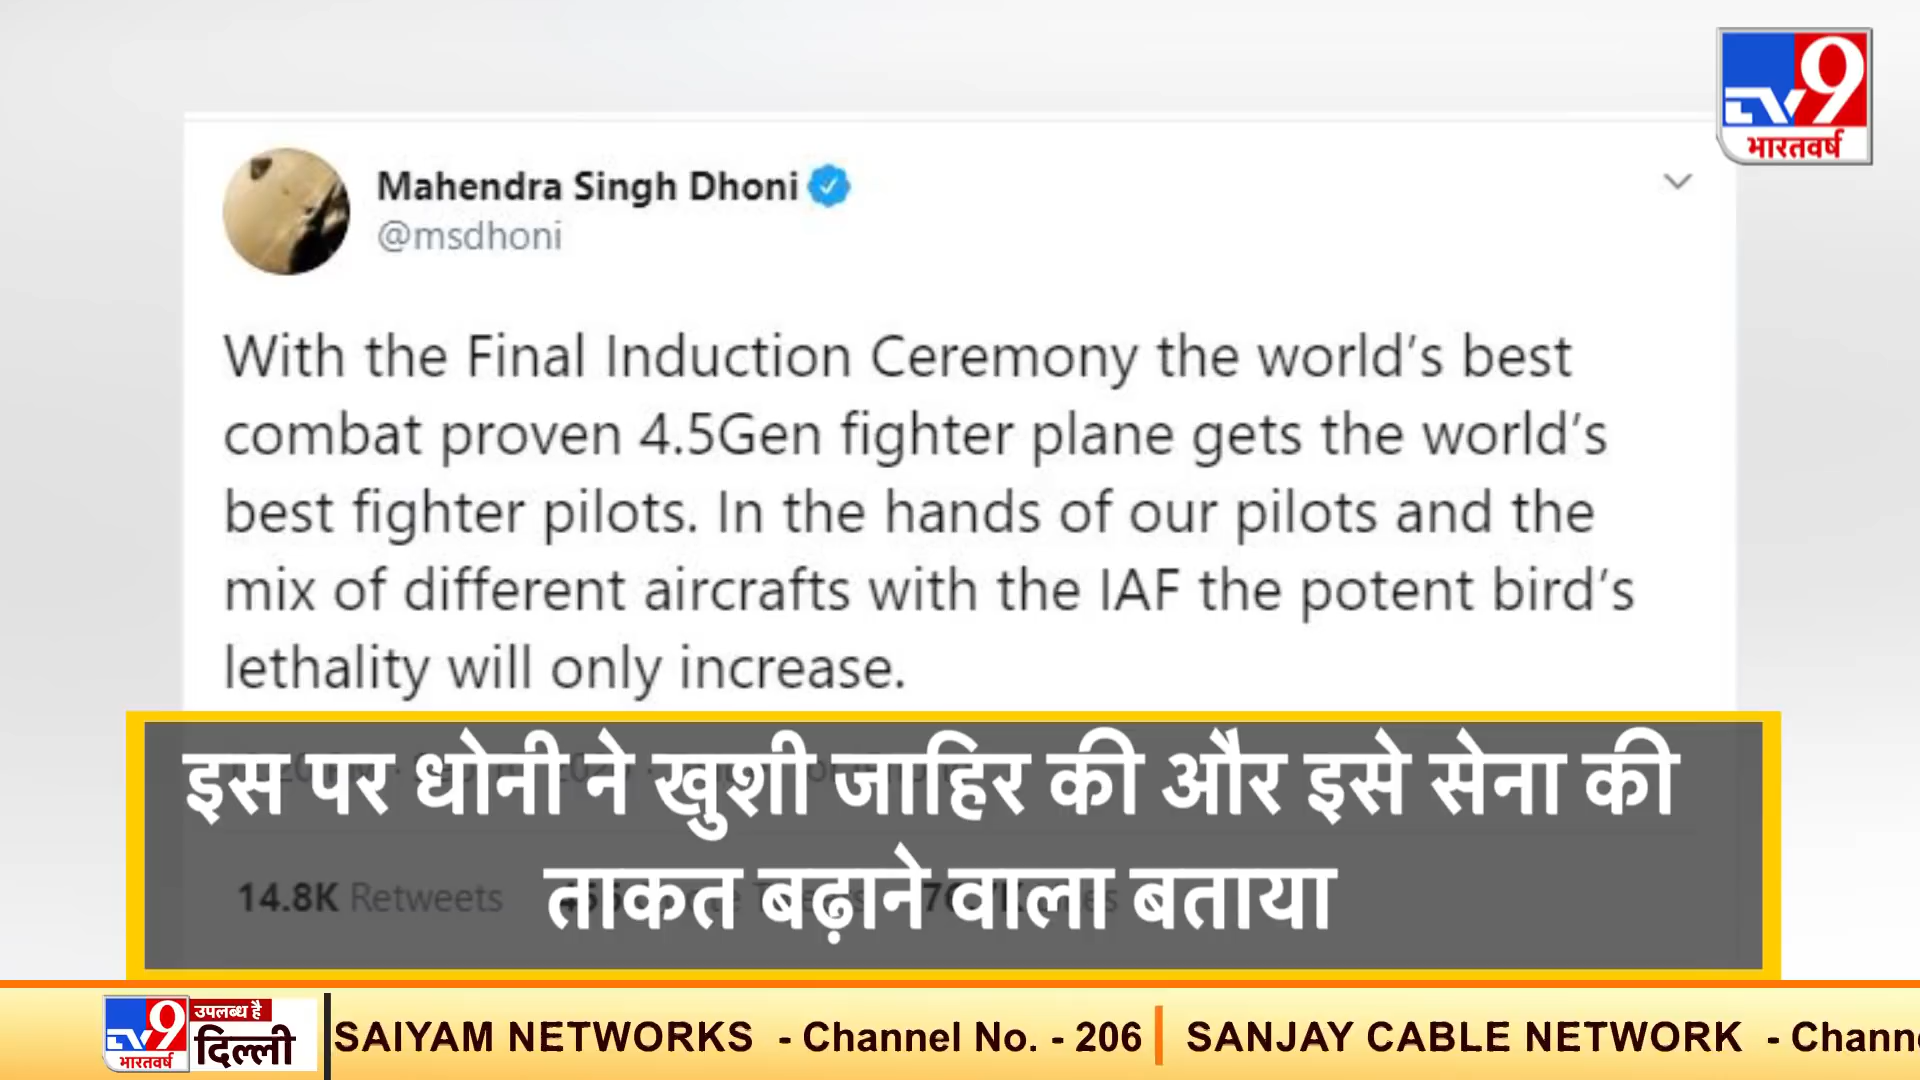 TV9
भारतवर्ष
Mahendra Singh Dhoni
@msdhoni
With the Final Induction Ceremony the world's best
combat proven 4.5Gen fighter plane gets the world's
best fighter pilots. In the hands of our pilots and the
mix of different aircrafts with the IAF the potent bird's
lethality will only increase.
इस पर धोनी ने खुशी जाहिर की और इसे सेना की
ताकत बढ़ाने वाला बताया
14.8K Retweets
TV9 भारतवर्ष
उपलब्ध है
दिल्ली
SAIYAM NETWORKS - Channel No. - 206 | SANJAY CABLE NETWORK - Chann